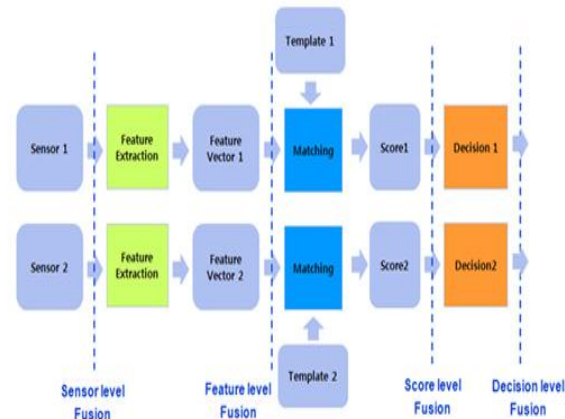 Template 1
Sensor 1
Feature
Extraction
Feature
Vector 1
Matching
Score1
Decision 1
Sensor 2
Feature
Extraction
Feature
Vector 2
Matching
Score2
Decision2
Template 2
Sensor level
Fusion
Feature level
Fusion
Score level
Fusion
Decision level
Fusion